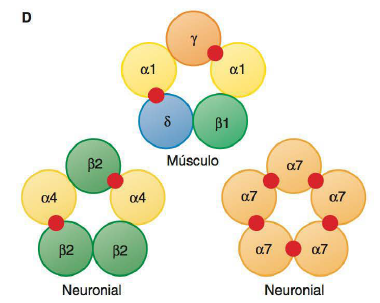 D
γ
α1 α1
δ β1
Músculo
β2
α4 α4
β2 β2
Neuronial
α7
α7 α7
α7 α7
Neuronial